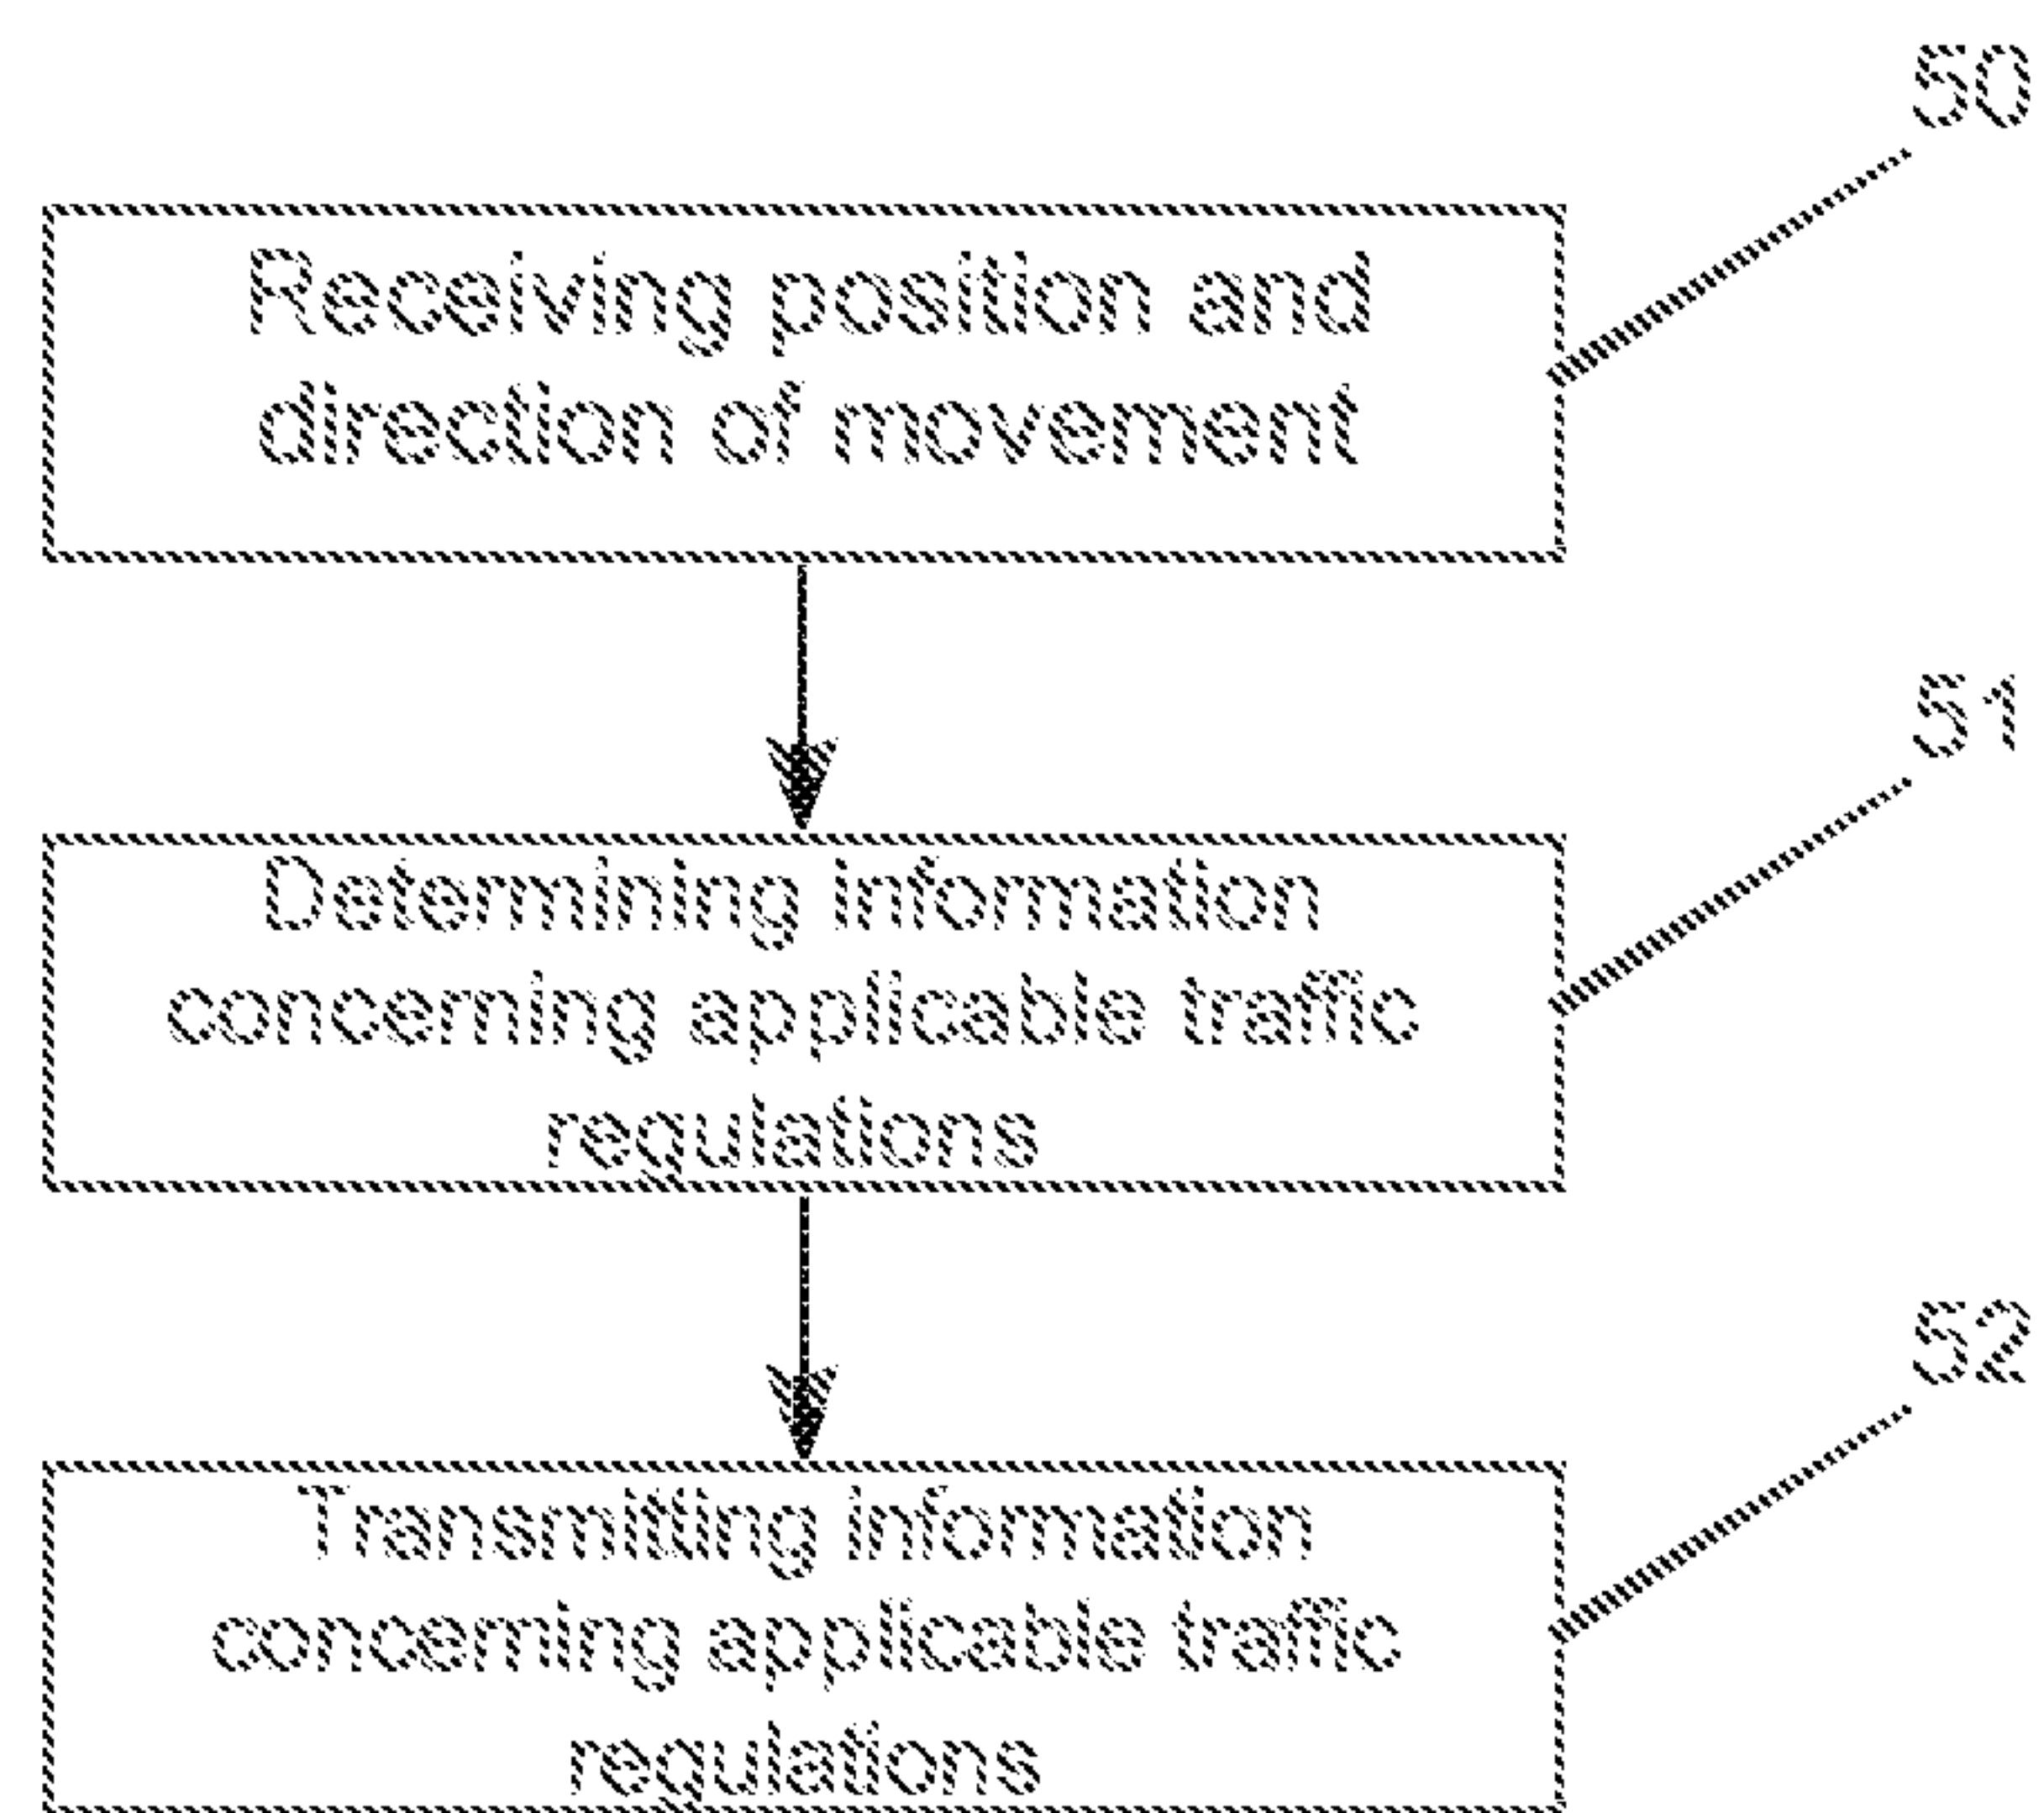 50
Receiving position and
direction of movement
51
Determining information
concerning applicable traffic
regulations
52
Transmitting information
concerning applicable traffic
regulations